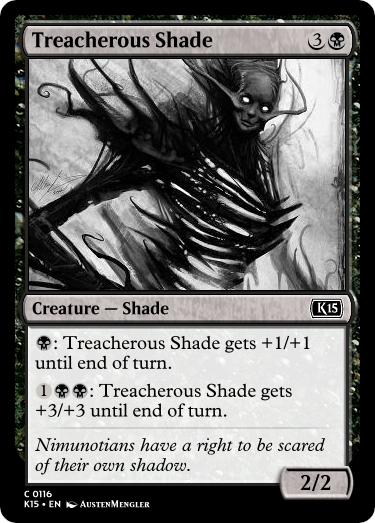 Treacherous Shade 3
Creature — Shade K15
: Treacherous Shade gets +1/+1
until end of turn.
1 : Treacherous Shade gets
+3/+3 until end of turn.
Nimunotians have a right to be scared
of their own shadow.
2/2
C 0116
K15 • EN AustenMengler